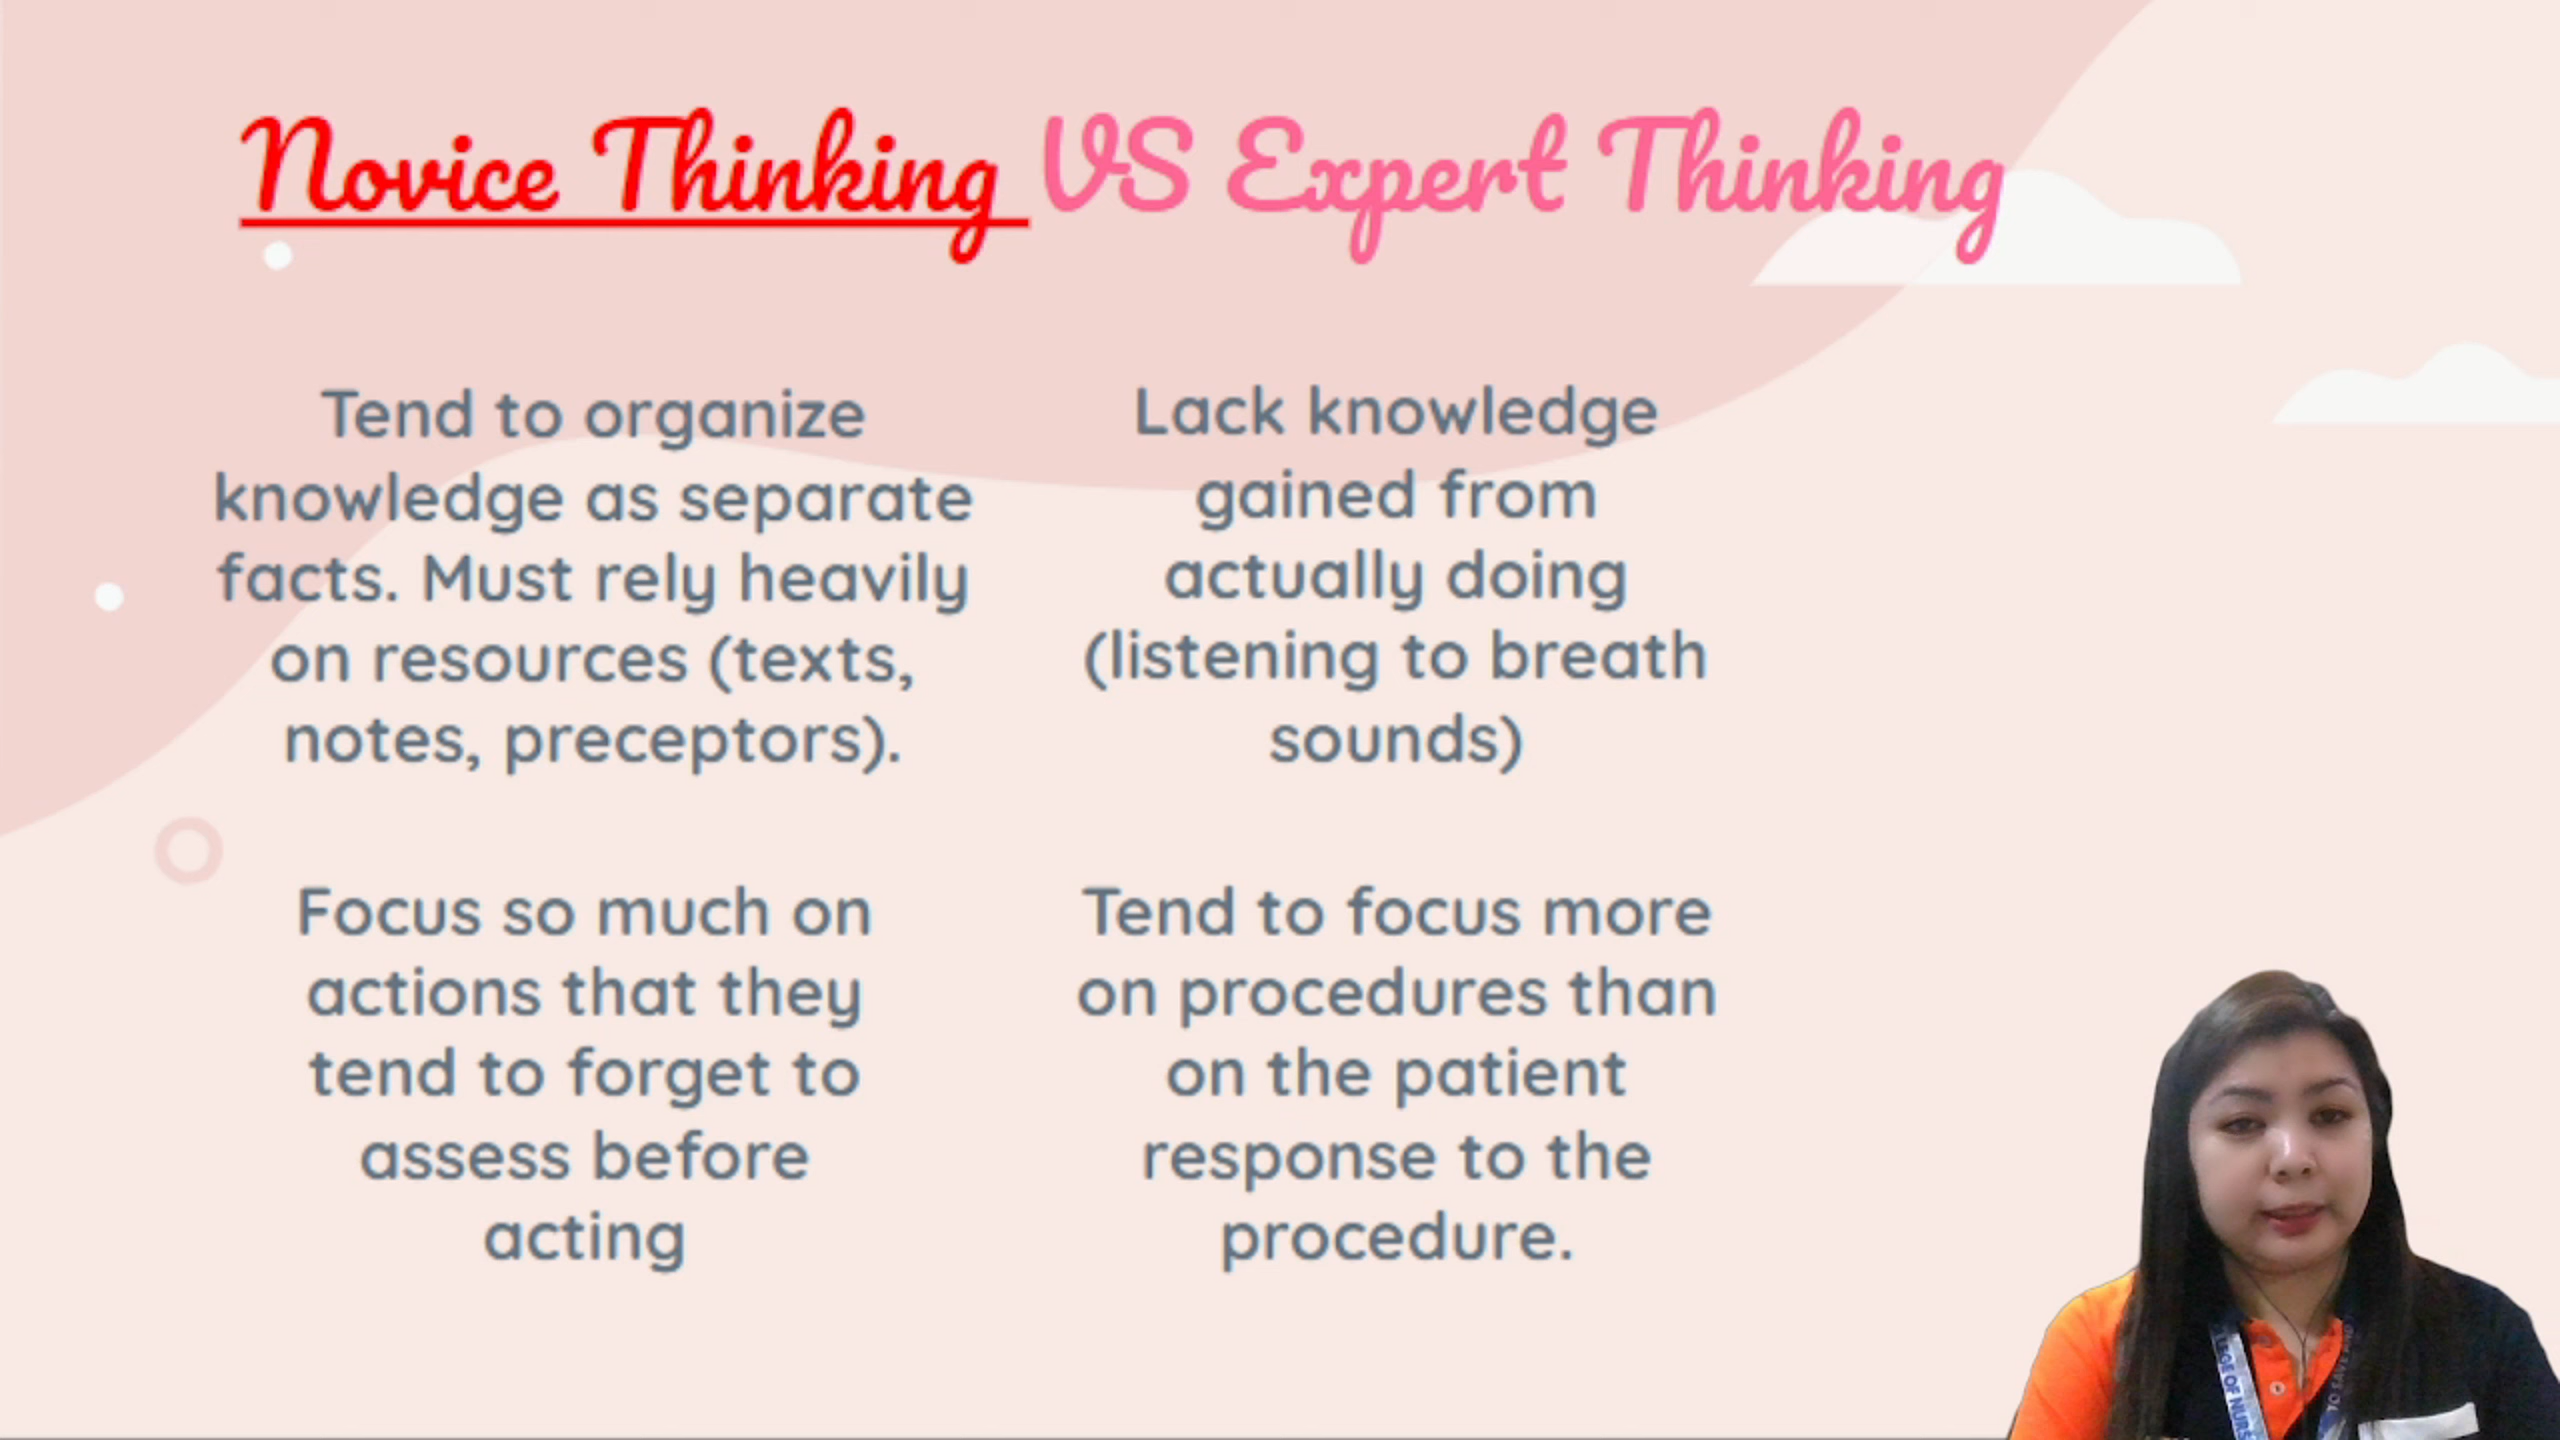 Novice Thinking VS Expert Thinking
Tend to organize
knowledge as separate
facts. Must rely heavily
on resources (texts,
notes, preceptors).
Lack knowledge
gained from
actually doing
(listening to breath
sounds)
Focus so much on
actions that they
tend to forget to
assess before
acting
Tend to focus more
on procedures than
on the patient
response to the
procedure.
OF